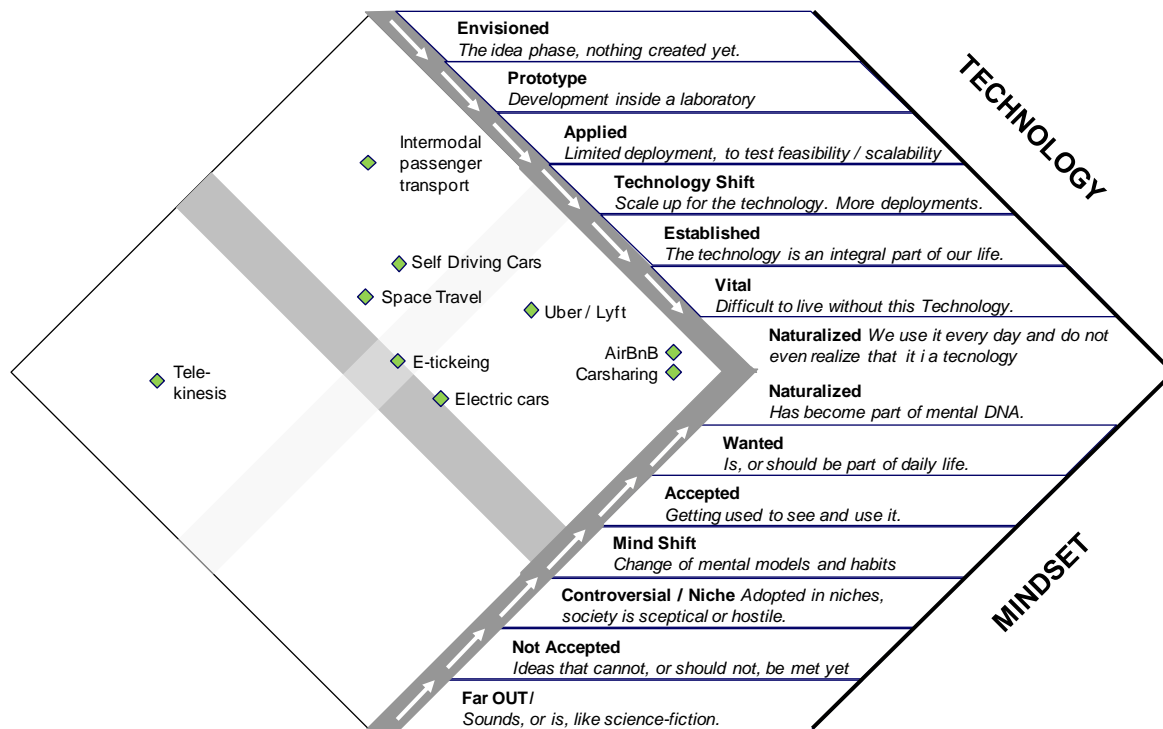 Envisioned
The idea phase, nothing created yet.
Prototype
Development inside a laboratory
Applied
Limited deployment, to test feasibility / scalability
Technology Shift
Scale up for the technology. More deployments.
Established
The technology is an integral part of our life.
Vital
Difficult to live without this Technology.
Naturalized We use it every day and do not
even realize that it i a tecnology
Naturalized
Has become part of mental DNA.
Wanted
Is, or should be part of daily life.
Accepted
Getting used to see and use it.
Mind Shift
Change of mental models and habits
Controversial / Niche Adopted in niches,
society is sceptical or hostile.
Not Accepted
Ideas that cannot, or should not, be met yet
Far OUT/
Sounds, or is, like science-fiction.
TECHNOLOGY
MINDSET
Intermodal
passenger
transport
Self Driving Cars
Space Travel
Uber / Lyft
AirBnB
Carsharing
E-tickeing
Electric cars
Tele-
kinesis